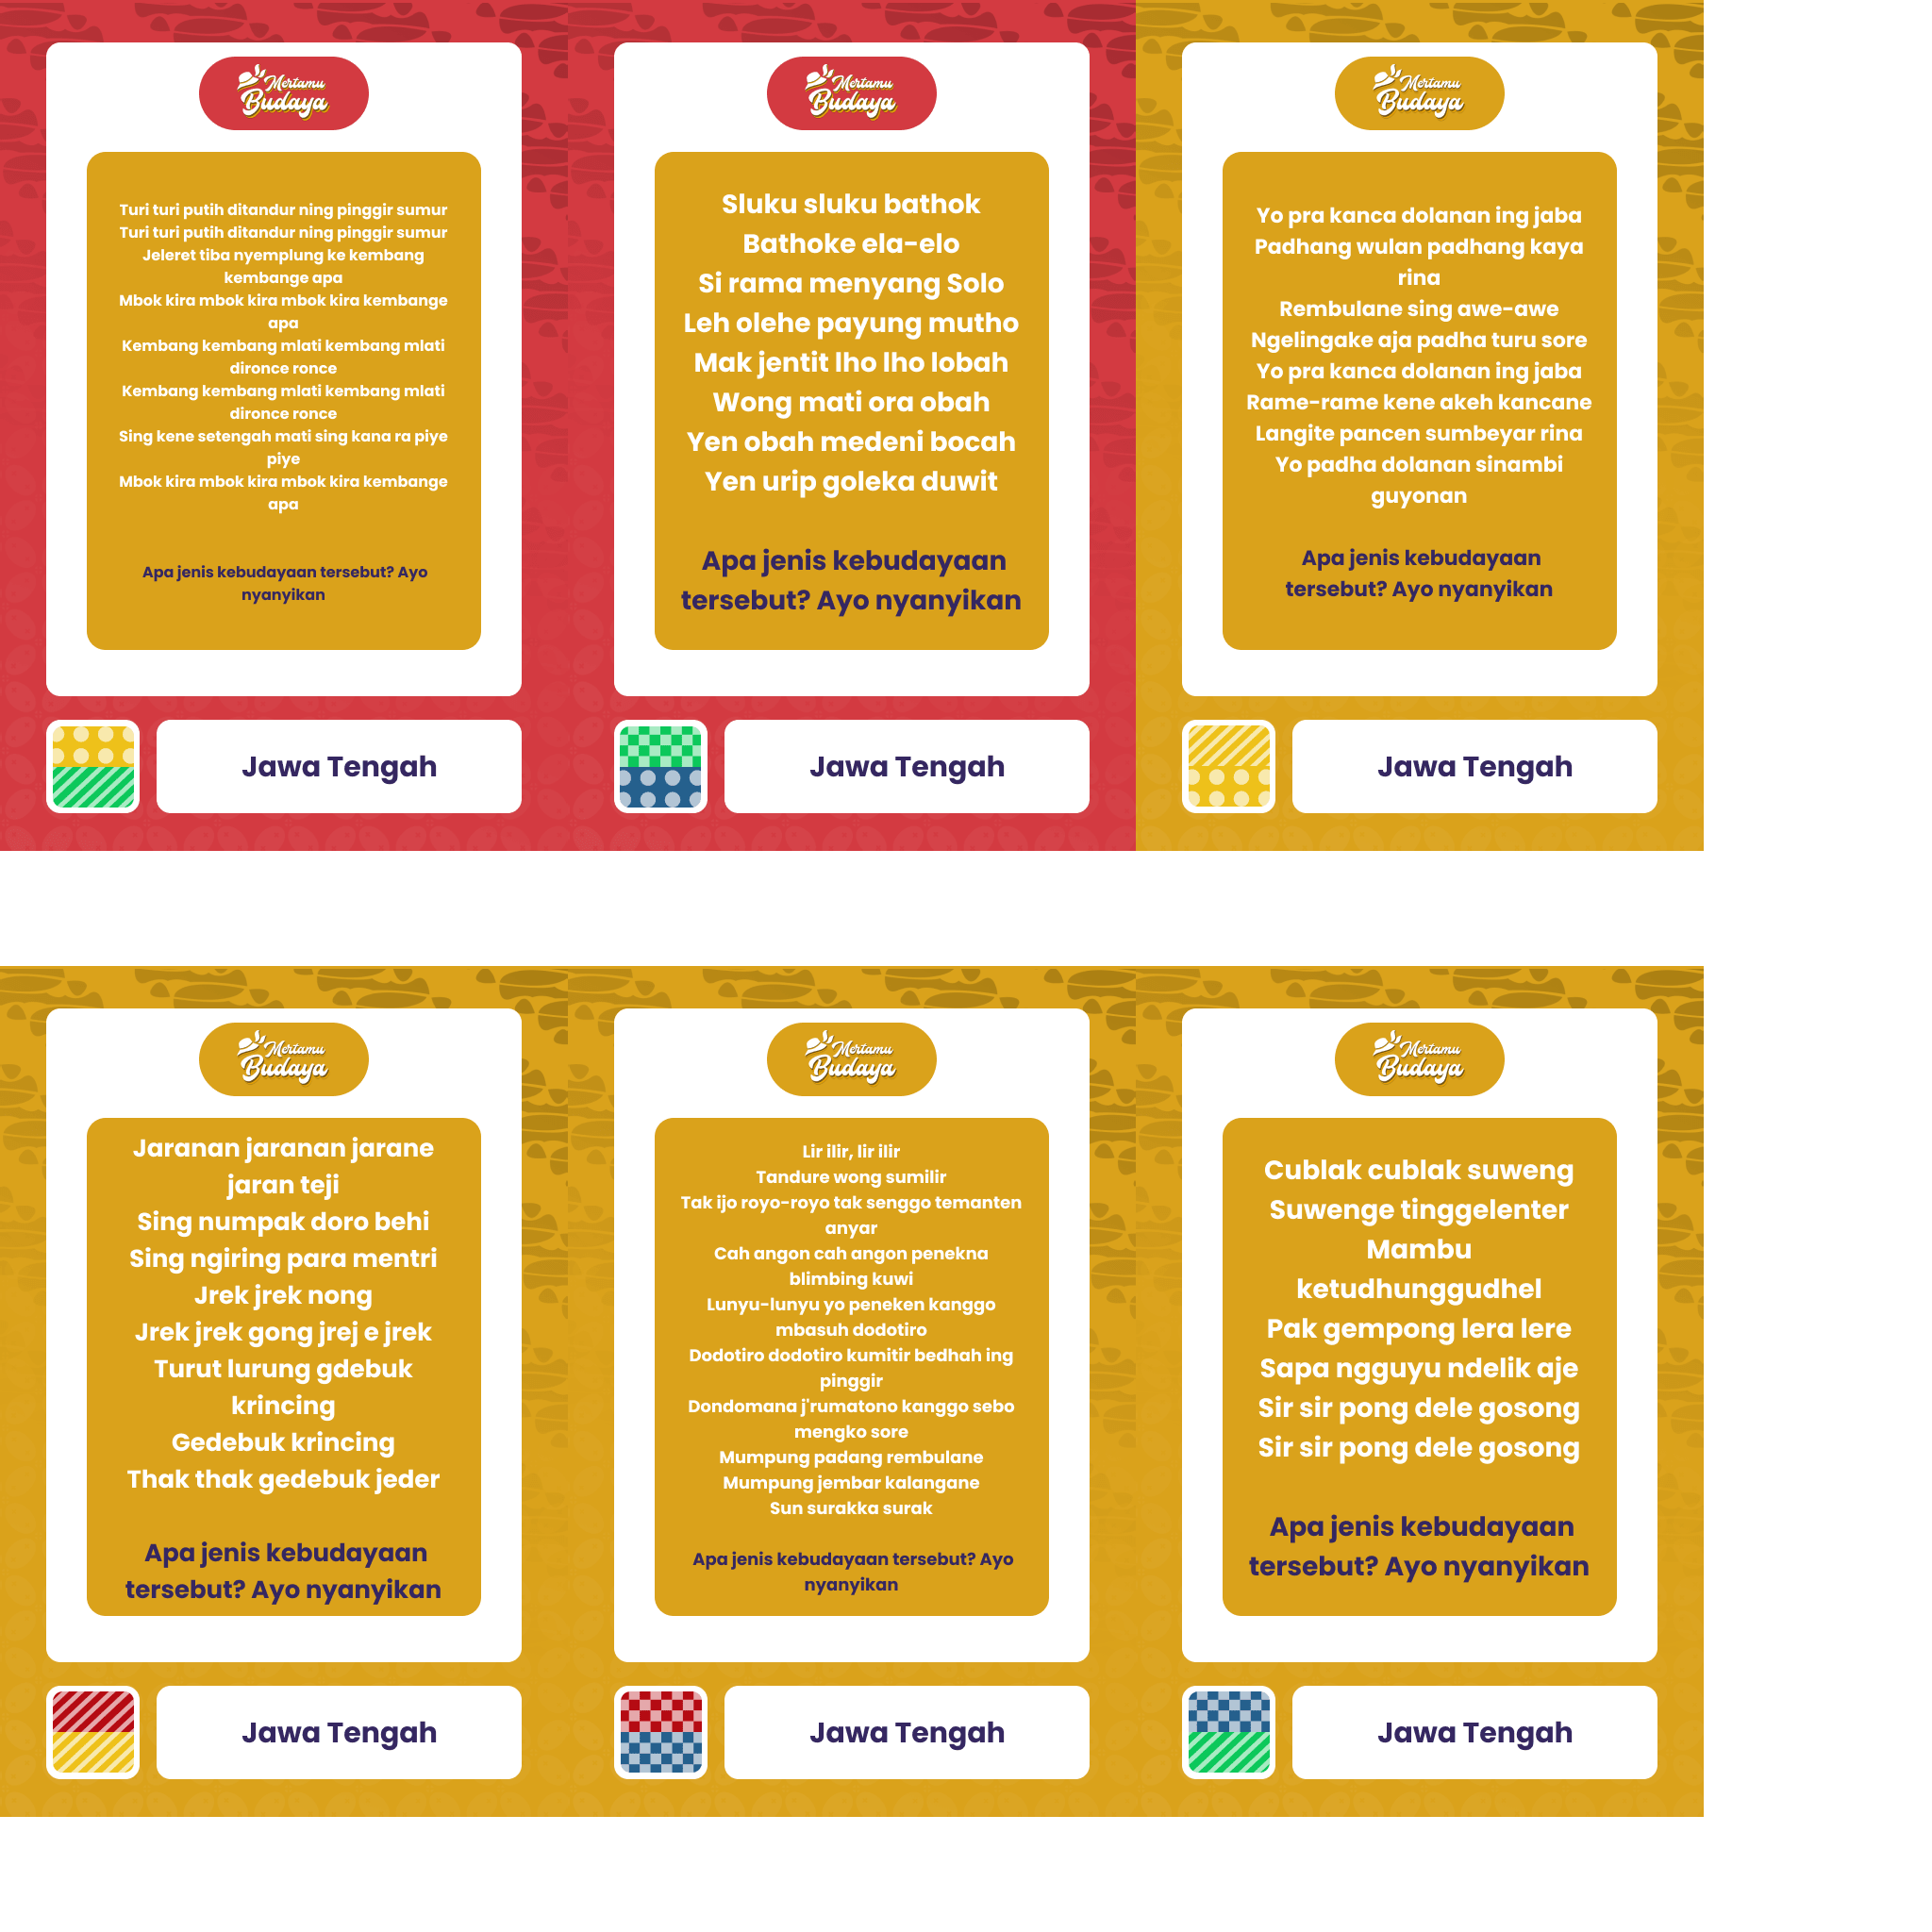 Mertamu
Budaya
Turi turi putih ditandur ning pinggir sumur
Turi turi putih ditandur ning pinggir sumur
Jeleret tiba nyemplung ke kembang
kembange apa
Mbok kira mbok kira mbok kira kembange
apa
Kembang kembang mlati kembang mlati
dironce ronce
Kembang kembang mlati kembang mlati
dironce ronce
Sing kene setengah mati sing kana ra piye
piye
Mbok kira mbok kira mbok kira kembange
apa
Apa jenis kebudayaan tersebut? Ayo
nyanyikan
Jawa Tengah
Mertamu
Budaya
Sluku sluku bathok
Bathoke ela-elo
Si rama menyang Solo
Leh olehe payung mutho
Mak jentit lho lho lobah
Wong mati ora obah
Yen obah medeni bocah
Yen urip goleka duwit
Apa jenis kebudayaan
tersebut? Ayo nyanyikan
Jawa Tengah
Mertamu
Budaya
Yo pra kanca dolanan ing jaba
Padhang wulan padhang kaya
rina
Rembulane sing awe-awe
Ngelingake aja padha turu sore
Yo pra kanca dolanan ing jaba
Rame-rame kene akeh kancane
Langite pancen sumbeyar rina
Yo padha dolanan sinambi
guyonan
Apa jenis kebudayaan
tersebut? Ayo nyanyikan
Jawa Tengah
Mertamu
Budaya
Jaranan jaranan jarane
jaran teji
Sing numpak doro behi
Sing ngiring para mentri
Jrek jrek nong
Jrek jrek gong jrej e jrek
Turut lurung gdebuk
krincing
Gedebuk krincing
Thak thak gedebuk jeder
Apa jenis kebudayaan
tersebut? Ayo nyanyikan
Jawa Tengah
Mertamu
Budaya
Lir ilir, lir ilir
Tandure wong sumilir
Tak ijo royo-royo tak senggo temanten
anyar
Cah angon cah angon penekna
blimbing kuwi
Lunyu-lunyu yo peneken kanggo
mbasuh dodotiro
Dodotiro dodotiro kumitir bedhah ing
pinggir
Dondomana j'rumatono kanggo sebo
mengko sore
Mumpung padang rembulane
Mumpung jembar kalangane
Sun surakka surak
Apa jenis kebudayaan tersebut? Ayo
nyanyikan
Jawa Tengah
Mertamu
Budaya
Cublak cublak suweng
Suwenge tinggelenter
Mambu
ketudhunggudhel
Pak gempong lera lere
Sapa ngguyu ndelik aje
Sir sir pong dele gosong
Sir sir pong dele gosong
Apa jenis kebudayaan
tersebut? Ayo nyanyikan
Jawa Tengah